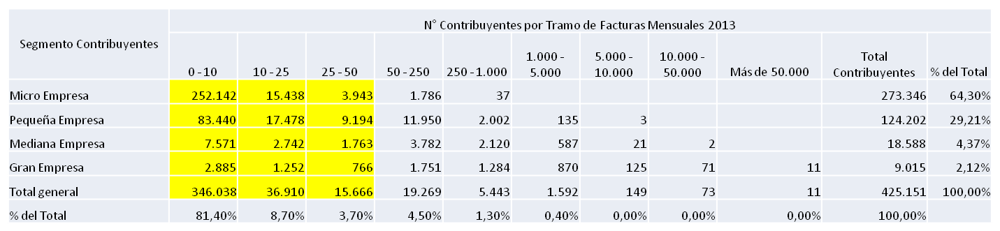 N° Contribuyentes por Tramo de Facturas Mensuales 2013
Segmento Contribuyentes
0 - 10 10 - 25 25 - 50 50 - 250 250 - 1.000 1.000 - 5.000 5.000 - 10.000 10.000 - 50.000 Más de 50.000 Total Contribuyentes % del Total
Micro Empresa 252.142 15.438 3.943 1.786 37 273.346 64,30%
Pequeña Empresa 83.440 17.478 9.194 11.950 2.002 135 3 124.202 29,21%
Mediana Empresa 7.571 2.742 1.763 3.782 2.120 587 21 2 18.588 4,37%
Gran Empresa 2.885 1.252 766 1.751 1.284 870 125 71 11 9.015 2,12%
Total general 346.038 36.910 15.666 19.269 5.443 1.592 149 73 11 425.151 100,00%
% del Total 81,40% 8,70% 3,70% 4,50% 1,30% 0,40% 0,00% 0,00% 0,00% 100,00%